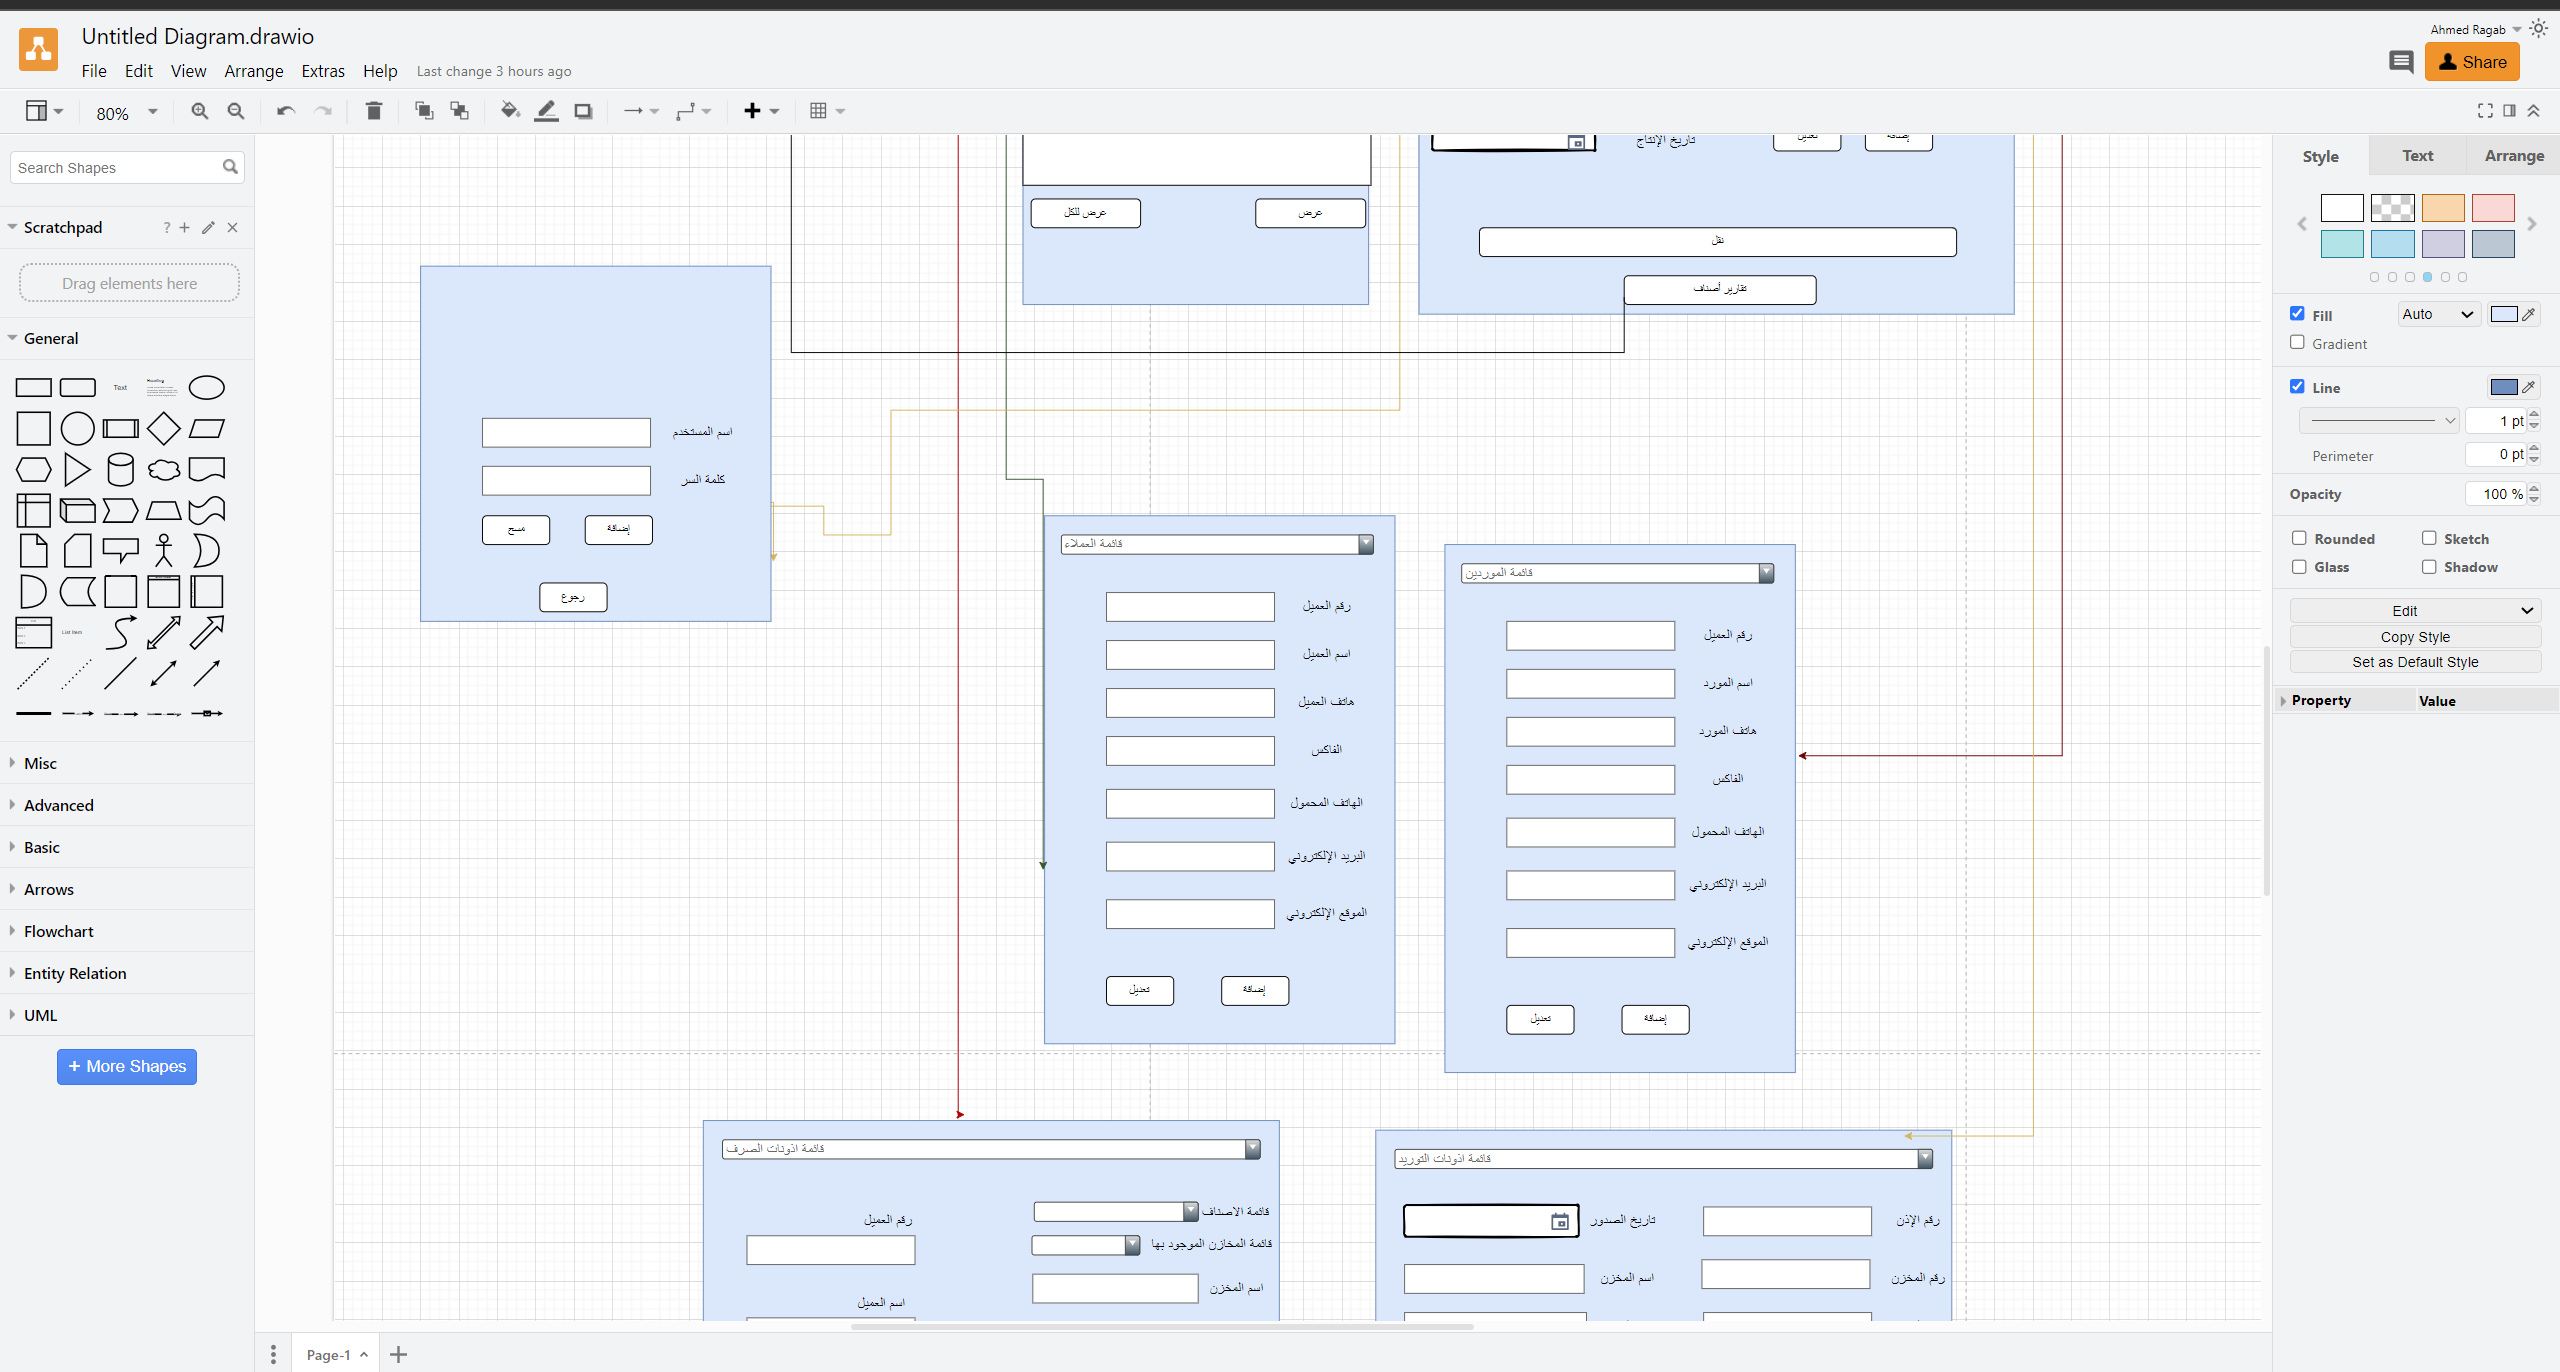 Untitled Diagram.drawio
Ahmed Ragab
File Edit View Arrange Extras Help Last change 3 hours ago
Share
80%
Search Shapes
Scratchpad
?
Drag elements here
General
Text
Heading
List Item
Misc
Advanced
Basic
Arrows
Flowchart
Entity Relation
UML
+ More Shapes
تاريخ الإنتاج
تعديل
إضافة
عرض للكل
عرض
نقل
تقارير أصناف
اسم المستخدم
كلمة السر
مسح
إضافة
رجوع
قائمة العملاء
رقم العميل
اسم العميل
هاتف العميل
الفاكس
الهاتف المحمول
البريد الإلكتروني
الموقع الإلكتروني
تعديل
إضافة
قائمة الموردين
رقم العميل
اسم المورد
هاتف المورد
الفاكس
الهاتف المحمول
البريد الإلكتروني
الموقع الإلكتروني
تعديل
إضافة
قائمة اذونات الصرف
قائمة الاصناف
رقم العميل
قائمة المخازن الموجود بها
اسم المخزن
اسم العميل
قائمة اذونات التوريد
رقم الإذن
تاريخ الصدور
رقم المخزن
اسم المخزن
Style
Text
Arrange
Fill
Auto
Gradient
Line
1 pt
Perimeter
0 pt
Opacity
100 %
Rounded
Sketch
Glass
Shadow
Edit
Copy Style
Set as Default Style
Property
Value
Page-1